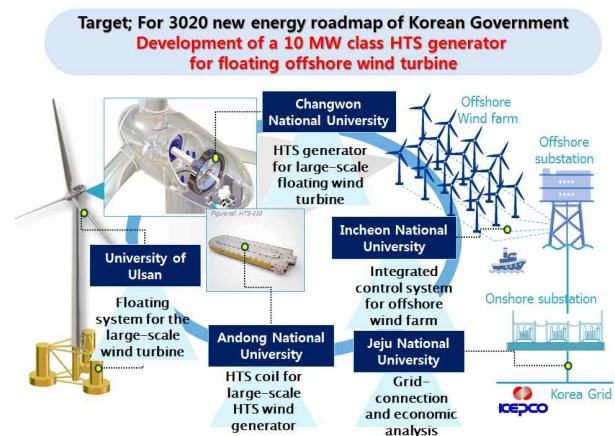 Target; For 3020 new energy roadmap of Korean Government
Development of a 10 MW class HTS generator
for floating offshore wind turbine
Changwon
National University
HTS generator
for large-scale
floating wind
turbine
Offshore
Wind farm
Offshore
substation
Figure ref. HTS-110
University of
Ulsan
Floating
system for the
large-scale
wind turbine
Incheon National
University
Integrated
control system
for offshore
wind farm
Andong National
University
HTS coil for
large-scale
HTS wind
generator
Jeju National
University
Grid-
connection
and economic
analysis
Onshore substation
Korea Grid
KEPCO